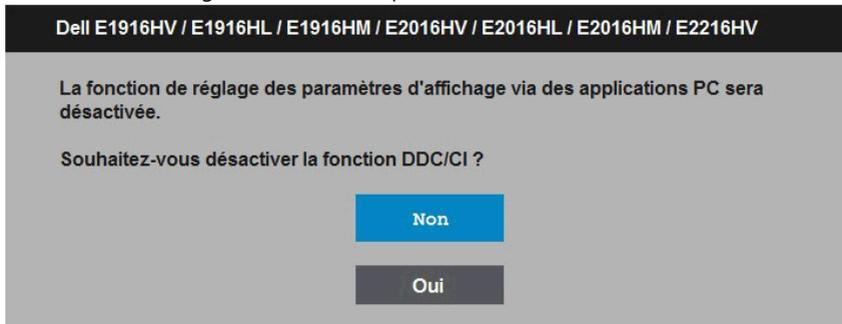 Dell E1916HV / E1916HL / E1916HM / E2016HV / E2016HL / E2016HM / E2216HV
La fonction de réglage des paramètres d'affichage via des applications PC sera
désactivée.
Souhaitez-vous désactiver la fonction DDC/CI ?
Non
Oui